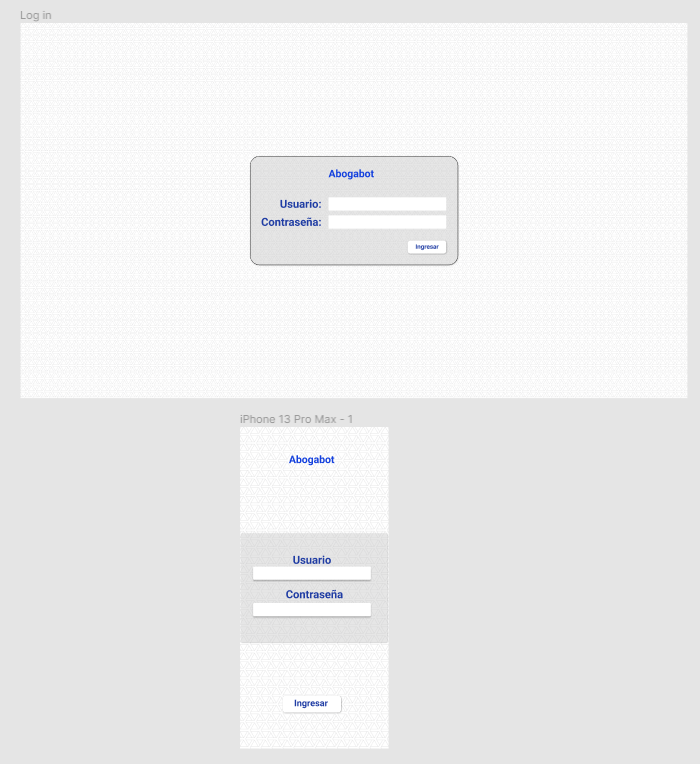 Log in
Abogabot
Usuario:
Contraseña:
Ingresar
iPhone 13 Pro Max - 1
Abogabot
Usuario
Contraseña
Ingresar